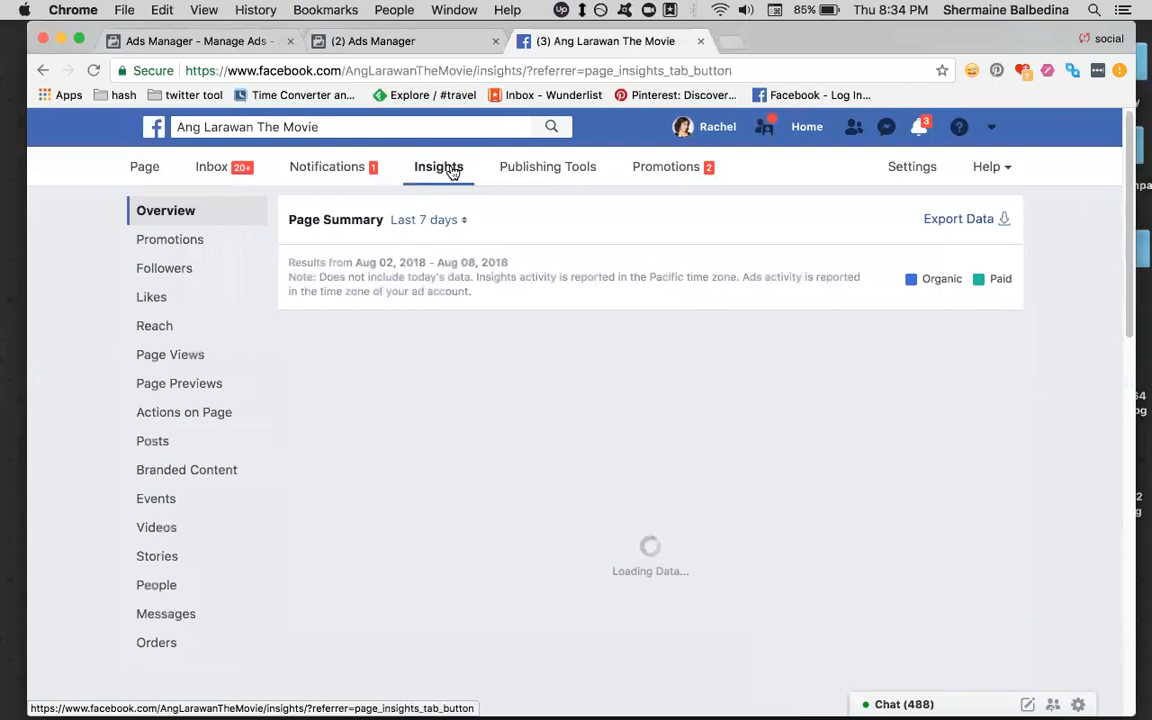 Chrome File Edit View History Bookmarks People Window Help 85% Thu 8:34 PM Shermaine Balbedina
Ads Manager - Manage Ads - (2) Ads Manager (3) Ang Larawan The Movie social
Secure https://www.facebook.com/AngLarawanTheMovie/insights/?referrer=page_insights_tab_button
Apps hash twitter tool Time Converter an... Explore / #travel Inbox - Wunderlist Pinterest: Discover... Facebook - Log In...
Ang Larawan The Movie Rachel Home 3
Page Inbox 20+ Notifications 1 Insights Publishing Tools Promotions 2 Settings Help
Overview
Promotions
Followers
Likes
Reach
Page Views
Page Previews
Actions on Page
Posts
Branded Content
Events
Videos
Stories
People
Messages
Orders
Page Summary Last 7 days Export Data
Results from Aug 02, 2018 - Aug 08, 2018
Note: Does not include today's data. Insights activity is reported in the Pacific time zone. Ads activity is reported
in the time zone of your ad account.
Organic Paid
Loading Data...
https://www.facebook.com/AngLarawanTheMovie/insights/?referrer=page_insights_tab_button
Chat (488)